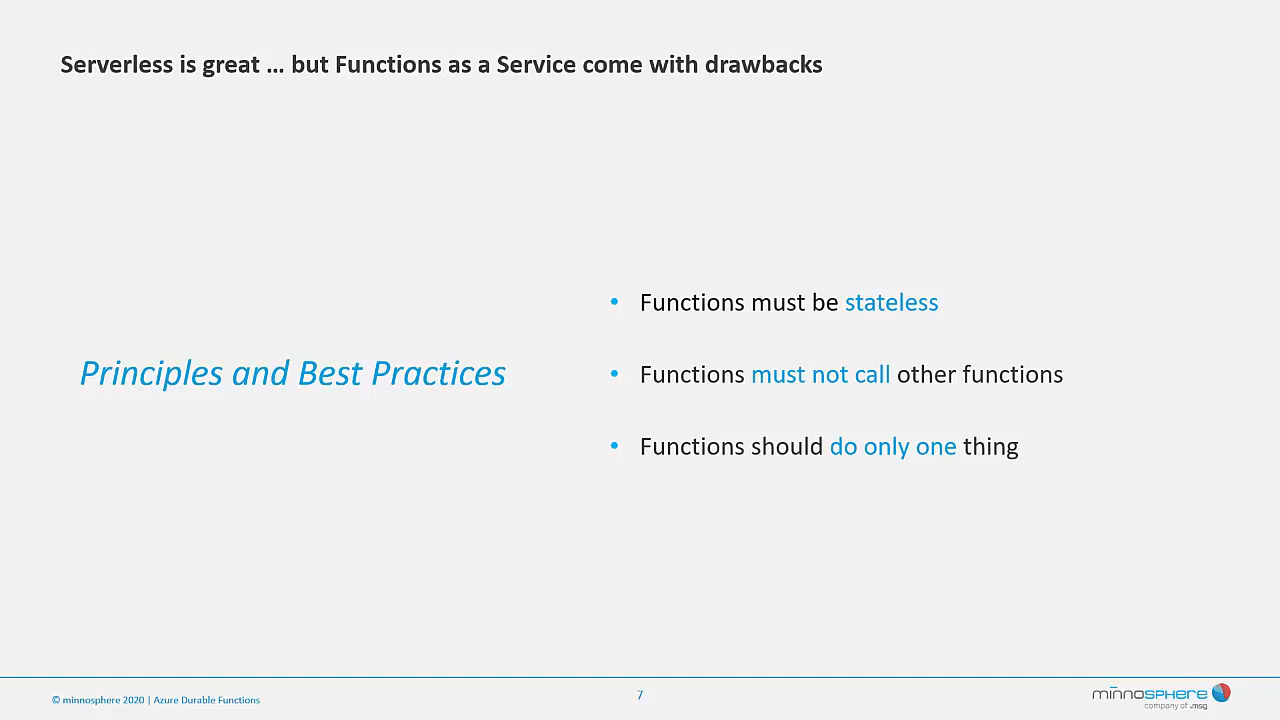 Serverless is great … but Functions as a Service come with drawbacks
Principles and Best Practices
• Functions must be stateless
• Functions must not call other functions
• Functions should do only one thing
© minnosphere 2020 | Azure Durable Functions
7
minnosphere
company of .msg